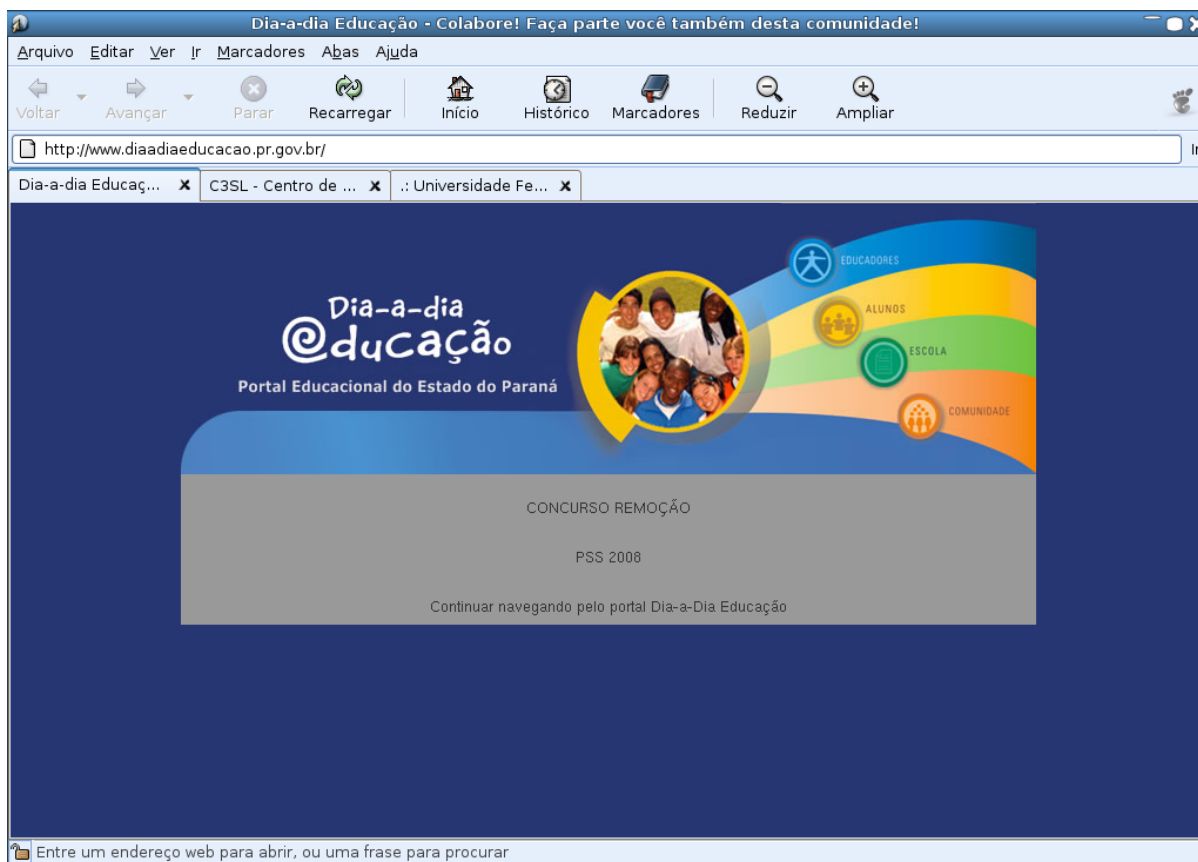 Dia-a-dia Educação - Colabore! Faça parte você também desta comunidade!
Arquivo Editar Ver Ir Marcadores Abas Ajuda
Voltar Avançar Parar Recarregar Início Histórico Marcadores Reduzir Ampliar
http://www.diaadiaeducacao.pr.gov.br/
Dia-a-dia Educaç... C3SL - Centro de ... .: Universidade Fe...
EDUCADORES
ALUNOS
ESCOLA
COMUNIDADE
Dia-a-dia
@ducação
Portal Educacional do Estado do Paraná
CONCURSO REMOÇÃO
PSS 2008
Continuar navegando pelo portal Dia-a-Dia Educação
Entre um endereço web para abrir, ou uma frase para procurar